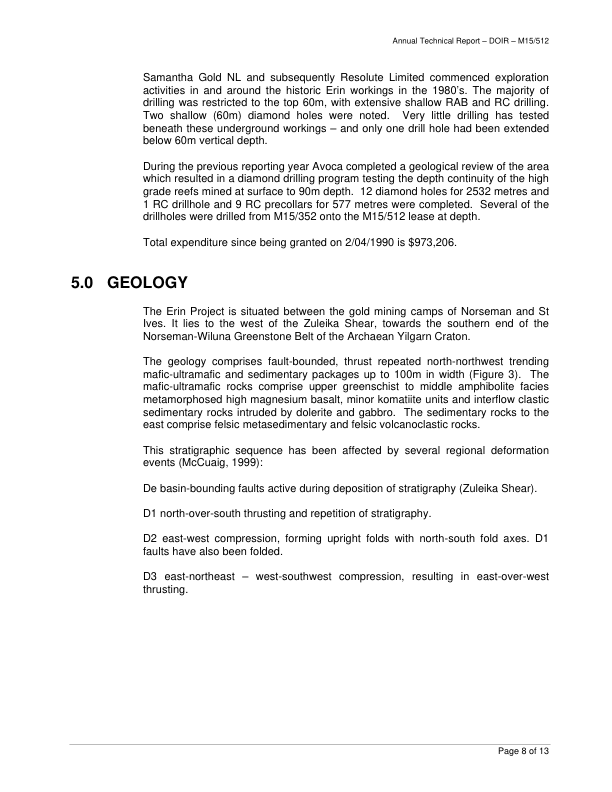 Annual Technical Report – DOIR – M15/512
Samantha Gold NL and subsequently Resolute Limited commenced exploration
activities in and around the historic Erin workings in the 1980's. The majority of
drilling was restricted to the top 60m, with extensive shallow RAB and RC drilling.
Two shallow (60m) diamond holes were noted. Very little drilling has tested
beneath these underground workings – and only one drill hole had been extended
below 60m vertical depth.
During the previous reporting year Avoca completed a geological review of the area
which resulted in a diamond drilling program testing the depth continuity of the high
grade reefs mined at surface to 90m depth. 12 diamond holes for 2532 metres and
1 RC drillhole and 9 RC precollars for 577 metres were completed. Several of the
drillholes were drilled from M15/352 onto the M15/512 lease at depth.
Total expenditure since being granted on 2/04/1990 is $973,206.
5.0 GEOLOGY
The Erin Project is situated between the gold mining camps of Norseman and St
Ives. It lies to the west of the Zuleika Shear, towards the southern end of the
Norseman-Wiluna Greenstone Belt of the Archaean Yilgarn Craton.
The geology comprises fault-bounded, thrust repeated north-northwest trending
mafic-ultramafic and sedimentary packages up to 100m in width (Figure 3). The
mafic-ultramafic rocks comprise upper greenschist to middle amphibolite facies
metamorphosed high magnesium basalt, minor komatiite units and interflow clastic
sedimentary rocks intruded by dolerite and gabbro. The sedimentary rocks to the
east comprise felsic metasedimentary and felsic volcanoclastic rocks.
This stratigraphic sequence has been affected by several regional deformation
events (McCuaig, 1999):
De basin-bounding faults active during deposition of stratigraphy (Zuleika Shear).
D1 north-over-south thrusting and repetition of stratigraphy.
D2 east-west compression, forming upright folds with north-south fold axes. D1
faults have also been folded.
D3 east-northeast – west-southwest compression, resulting in east-over-west
thrusting.
Page 8 of 13